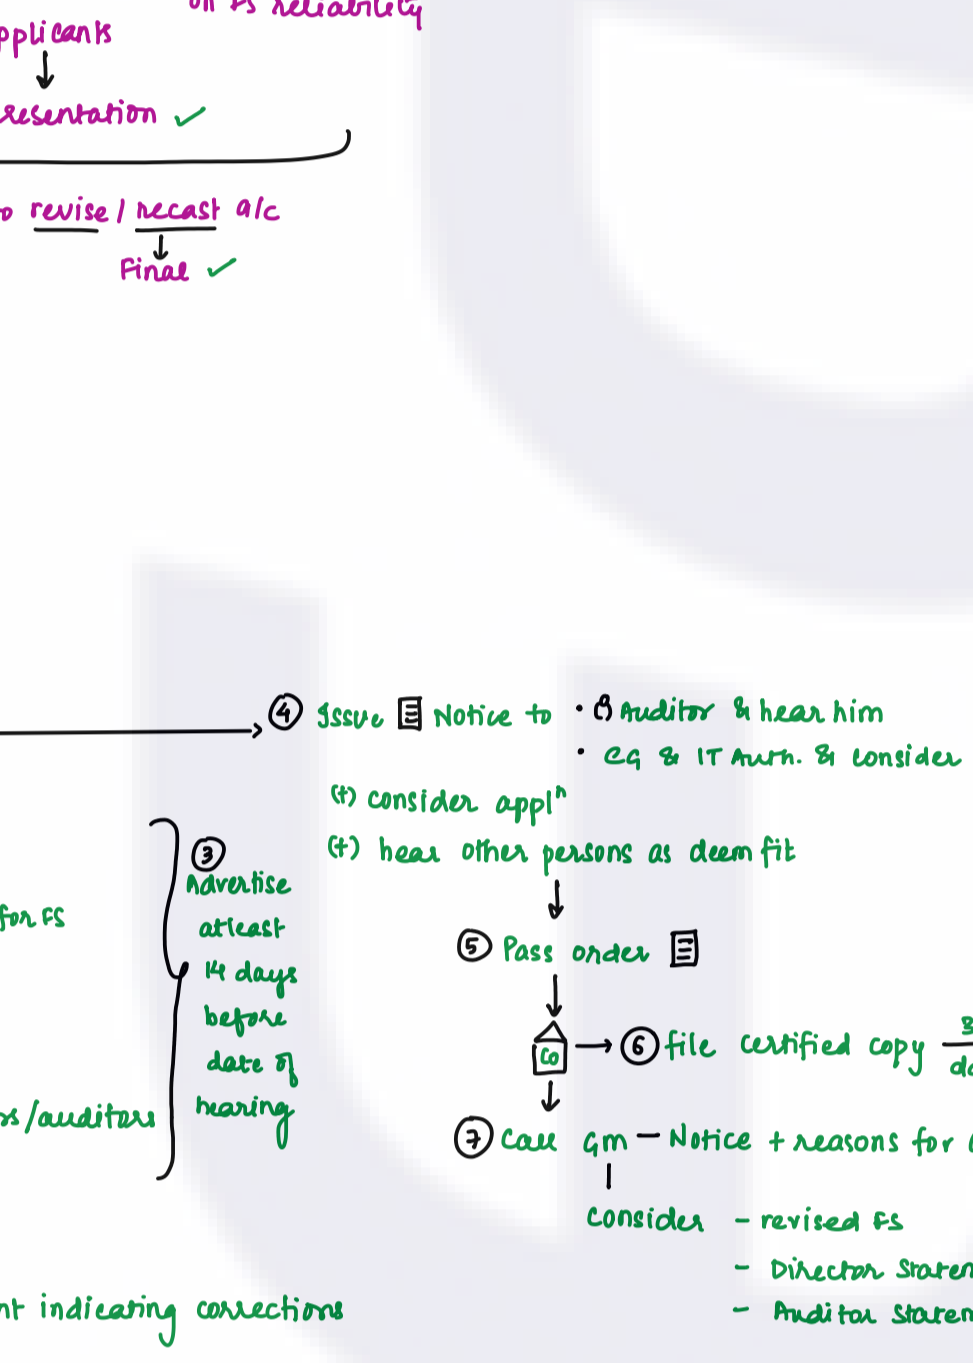 on FS reliability
pplicants
resentation
o revise / recast a/c
Final
④ Issue Notice to · Auditor & hear him
· CG & IT Auth. & consider
(+) consider applⁿ
(+) hear other persons as deem fit
③
Advertise
atleast
14 days
before
date of
hearing
for FS
rs/auditors
⑤ Pass order
Co → ⑥ file certified copy
⑦ Call GM – Notice + reasons for
Consider – revised FS
– Director Statem
– Auditor Statem
nt indicating corrections